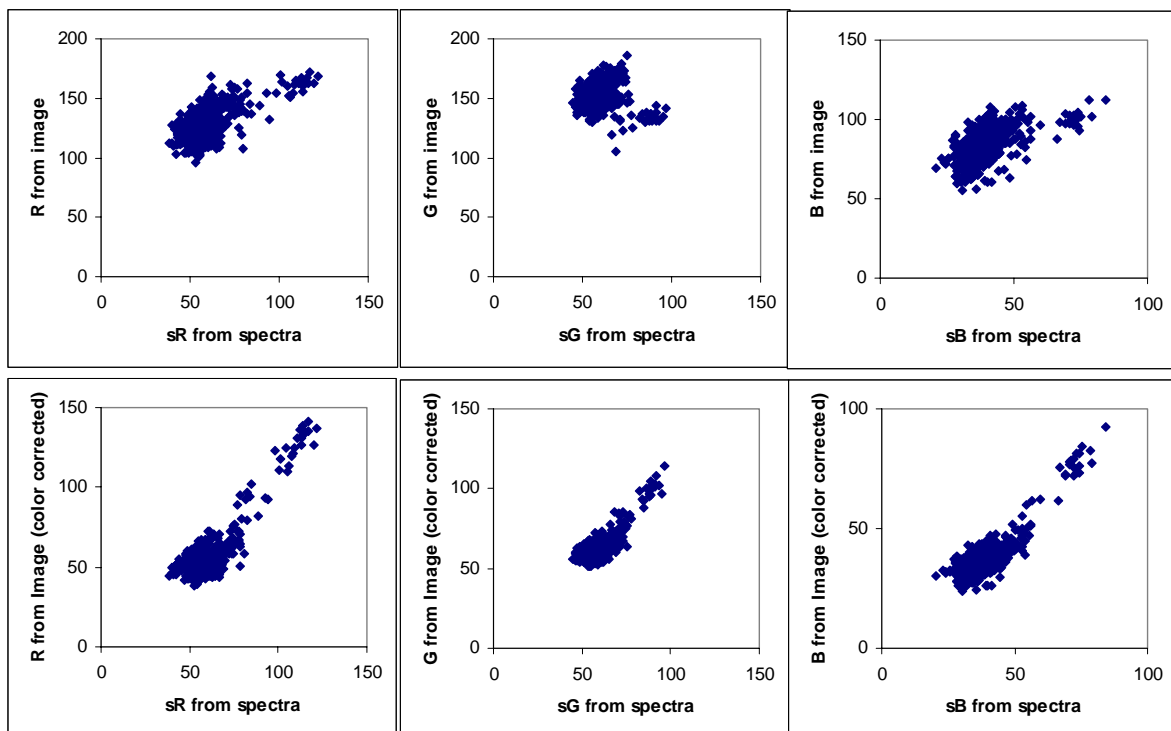 200
150
100
50
0
R from image
0 50 100 150
sR from spectra
200
150
100
50
0
G from image
0 50 100 150
sG from spectra
150
100
50
0
B from image
0 50 100
sB from spectra
150
100
50
0
R from Image (color corrected)
0 50 100 150
sR from spectra
150
100
50
0
G from Image (color corrected)
0 50 100 150
sG from spectra
100
50
0
B from Image (color corrected)
0 50 100
sB from spectra